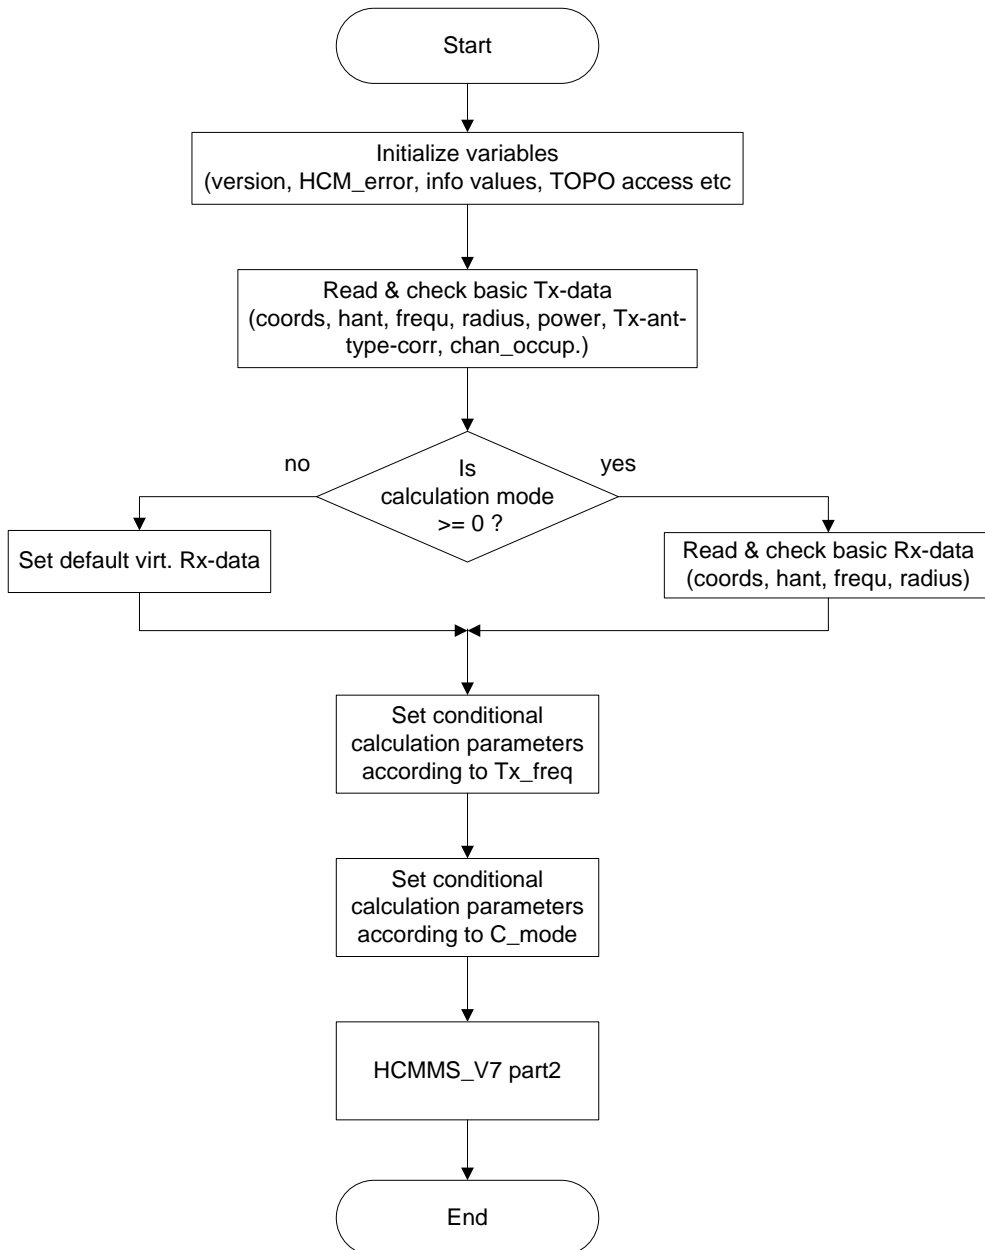 Start
Initialize variables
(version, HCM_error, info values, TOPO access etc
Read & check basic Tx-data
(coords, hant, frequ, radius, power, Tx-ant-
type-corr, chan_occup.)
no
Is
calculation mode
>= 0 ?
yes
Set default virt. Rx-data
Read & check basic Rx-data
(coords, hant, frequ, radius)
Set conditional
calculation parameters
according to Tx_freq
Set conditional
calculation parameters
according to C_mode
HCMMS_V7 part2
End